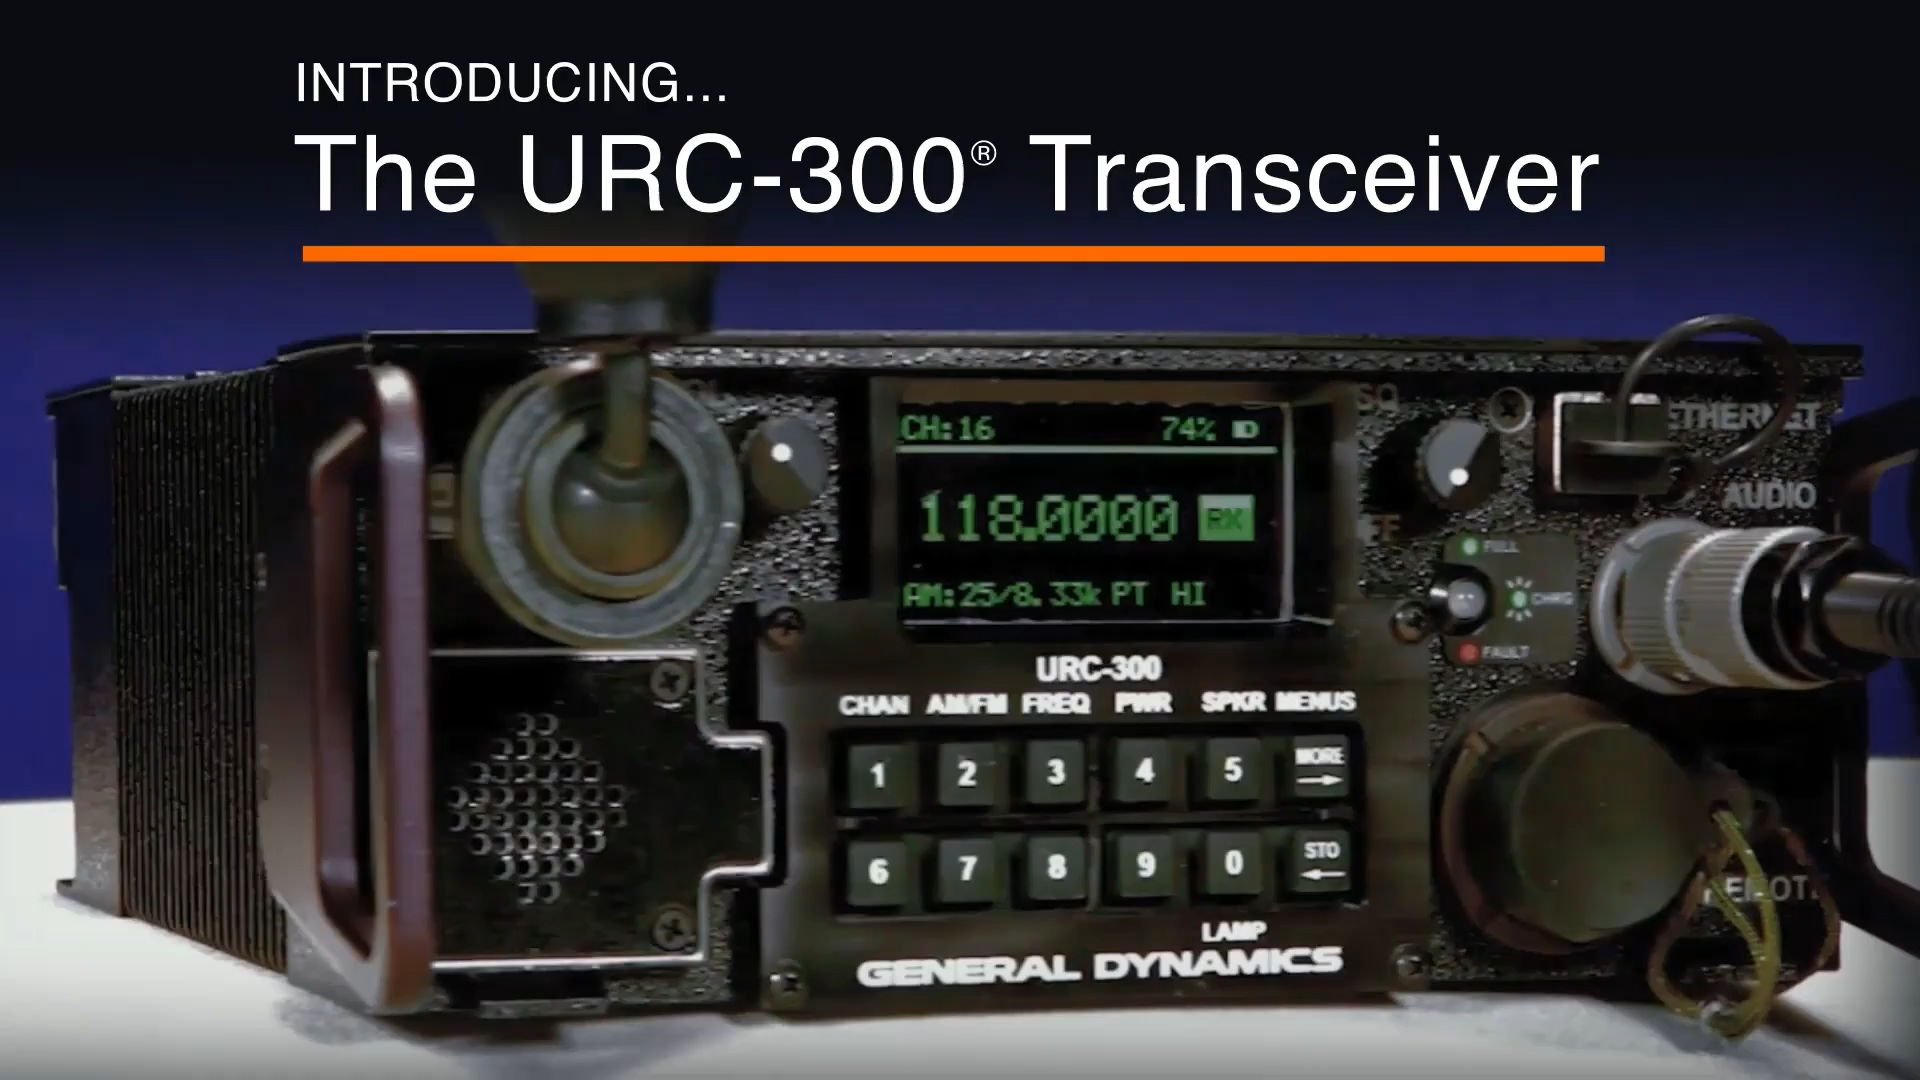 INTRODUCING...
The URC-300® Transceiver
CH:16 74%
118.0000 RX
AM:25/8.33k PT HI
SQ
ETHERNET
AUDIO
FULL
CHRG
FAULT
URC-300
CHAN AM/FM FREQ PWR SPKR MENUS
1 2 3 4 5 MORE
6 7 8 9 0 STO
LAMP
GENERAL DYNAMICS